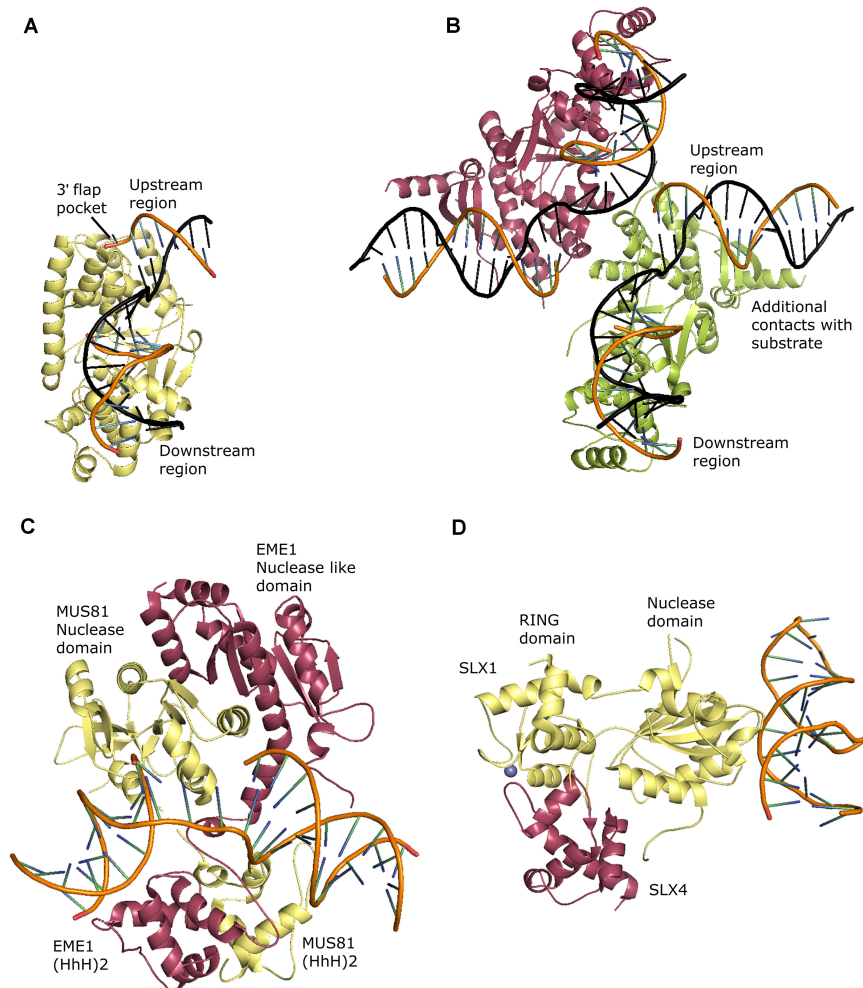 A
3' flap
pocket
Upstream
region
Downstream
region
B
Upstream
region
Additional
contacts with
substrate
Downstream
region
C
EME1
Nuclease like
domain
MUS81
Nuclease
domain
EME1
(HhH)2
MUS81
(HhH)2
D
Nuclease
domain
RING
domain
SLX1
SLX4